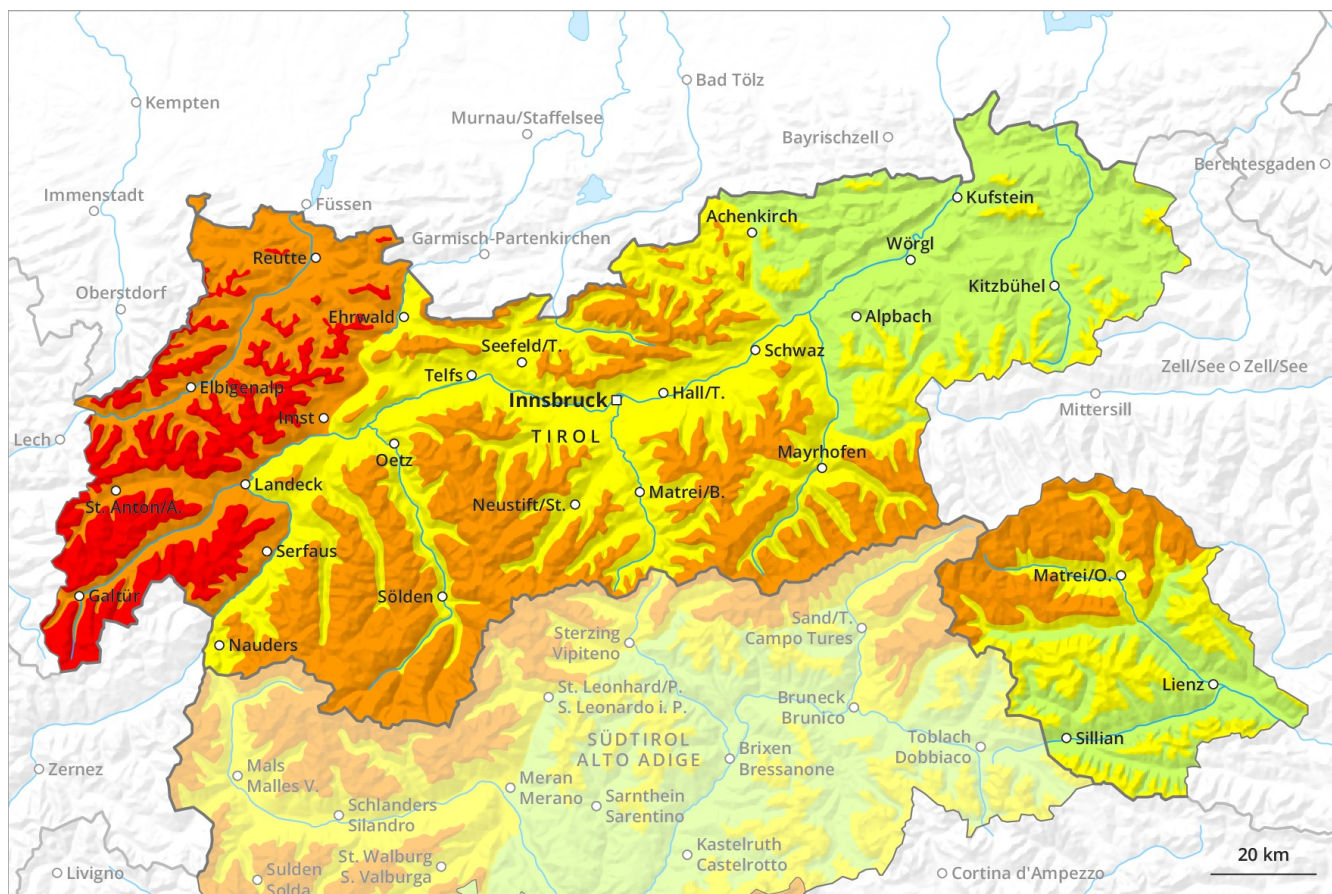 Bad Tölz
Kempten
Murnau/Staffelsee
Bayrischzell
Berchtesgaden
Immenstadt
Füssen
Kufstein
Achenkirch
Garmisch-Partenkirchen
Wörgl
Reutte
Kitzbühel
Oberstdorf
Ehrwald
Alpbach
Seefeld/T.
Schwaz
Zell/See
Zell/See
Telfs
Elbigenalp
Hall/T.
Innsbruck
Mittersill
Imst
TIROL
Lech
Mayrhofen
Oetz
Landeck
Matrei/B.
Neustift/St.
St. Anton/A.
Serfaus
Matrei/O.
Galtür
Sölden
Sand/T.
Campo Tures
Sterzing
Vipiteno
Nauders
Lienz
St. Leonhard/P.
S. Leonardo i. P.
Bruneck
Brunico
Sillian
SÜDTIROL
ALTO ADIGE
Toblach
Dobbiaco
Brixen
Bressanone
Zernez
Mals
Malles V.
Meran
Merano
Sarnthein
Sarentino
Schlanders
Silandro
Kastelruth
Castelrotto
20 km
St. Walburg
S. Valburga
Sulden
Solda
Livigno
Cortina d'Ampezzo